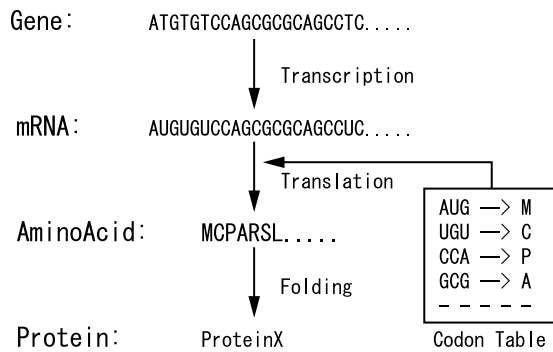 Gene: ATGTGTCCAGCGCGCAGCCTC.....
Transcription
mRNA: AUGUGUCCAGCGCGCAGCCUC.....
Translation
AminoAcid: MCPARSL.....
Folding
Protein: ProteinX
AUG —> M
UGU —> C
CCA —> P
GCG —> A
- - - - -
Codon Table